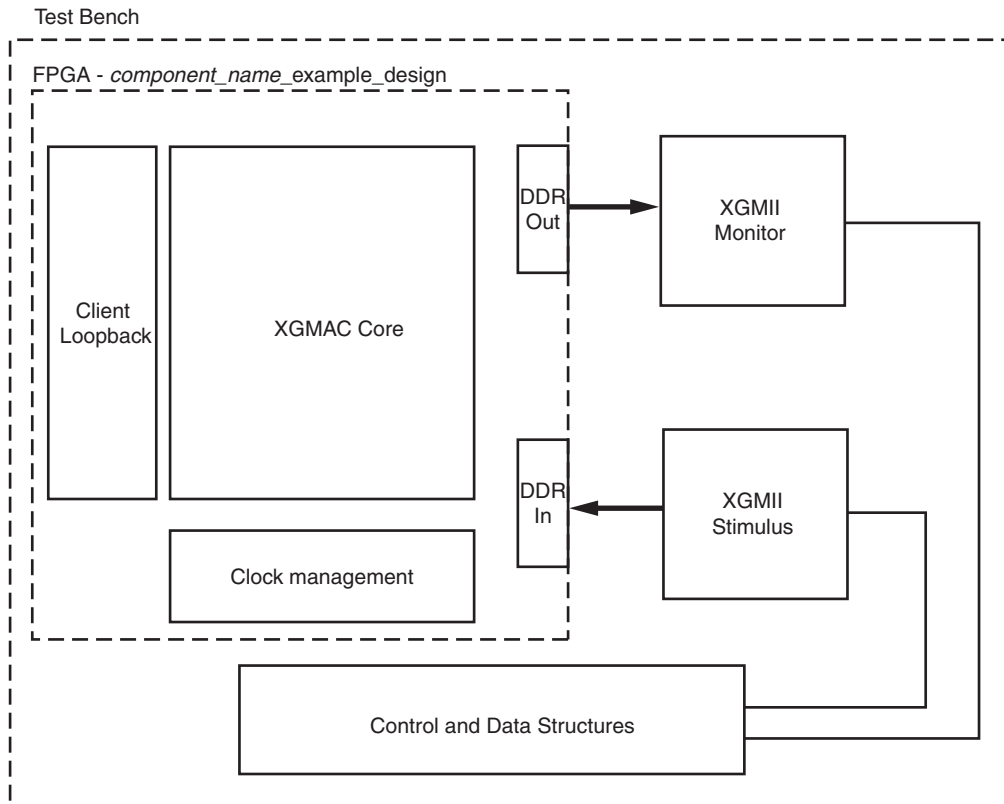 Test Bench
FPGA - component_name_example_design
DDR
Out
XGMII
Monitor
Client
Loopback
XGMAC Core
DDR
In
XGMII
Stimulus
Clock management
Control and Data Structures